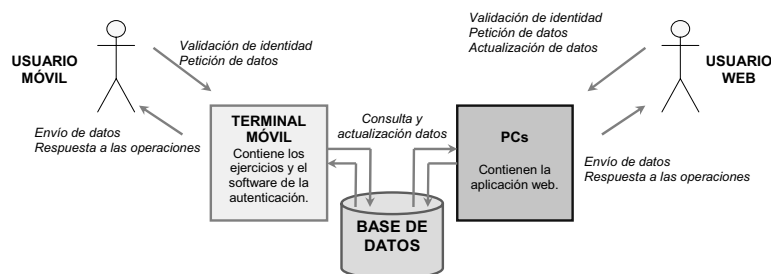 USUARIO
MÓVIL
Validación de identidad
Petición de datos
Envío de datos
Respuesta a las operaciones
TERMINAL
MÓVIL
Contiene los
ejercicios y el
software de la
autenticación.
Consulta y
actualización datos
BASE DE
DATOS
PCs
Contienen la
aplicación web.
Validación de identidad
Petición de datos
Actualización de datos
USUARIO
WEB
Envío de datos
Respuesta a las operaciones